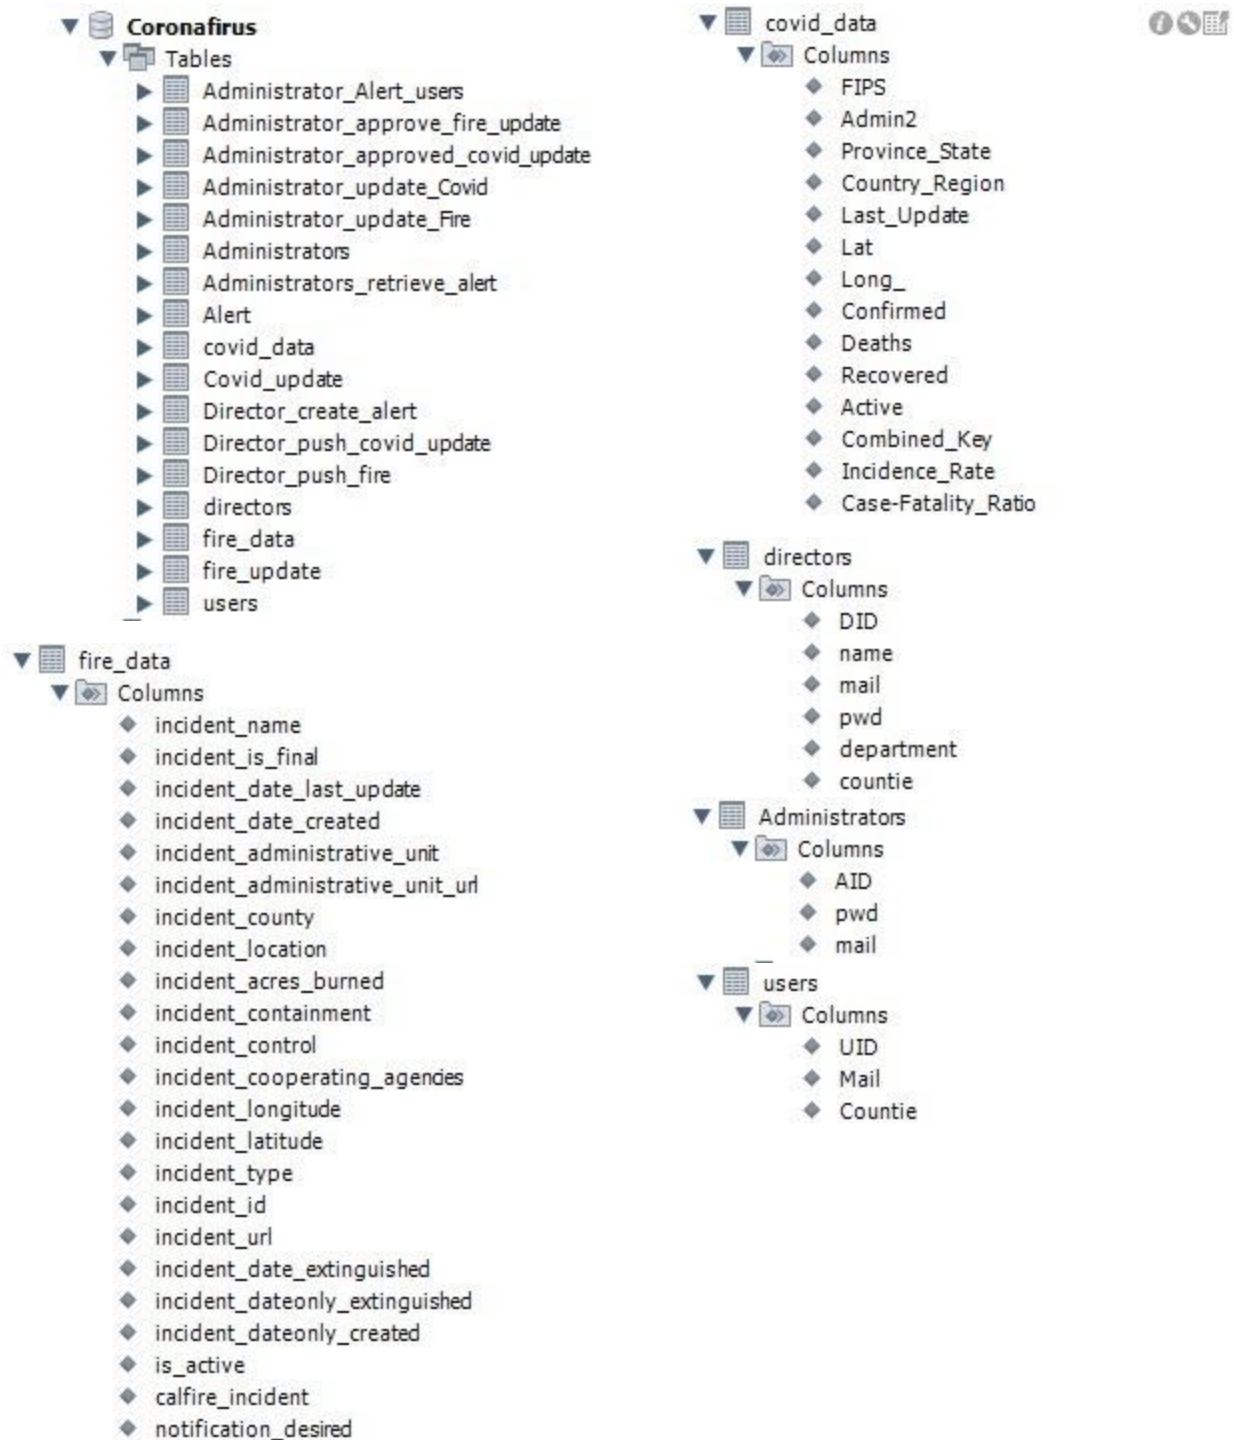 Coronafirus
Tables
Administrator_Alert_users
Administrator_approve_fire_update
Administrator_approved_covid_update
Administrator_update_Covid
Administrator_update_Fire
Administrators
Administrators_retrieve_alert
Alert
covid_data
Covid_update
Director_create_alert
Director_push_covid_update
Director_push_fire
directors
fire_data
fire_update
users
fire_data
Columns
incident_name
incident_is_final
incident_date_last_update
incident_date_created
incident_administrative_unit
incident_administrative_unit_url
incident_county
incident_location
incident_acres_burned
incident_containment
incident_control
incident_cooperating_agencies
incident_longitude
incident_latitude
incident_type
incident_id
incident_url
incident_date_extinguished
incident_dateonly_extinguished
incident_dateonly_created
is_active
calfire_incident
notification_desired
covid_data
Columns
FIPS
Admin2
Province_State
Country_Region
Last_Update
Lat
Long_
Confirmed
Deaths
Recovered
Active
Combined_Key
Incidence_Rate
Case-Fatality_Ratio
directors
Columns
DID
name
mail
pwd
department
countie
Administrators
Columns
AID
pwd
mail
users
Columns
UID
Mail
Countie